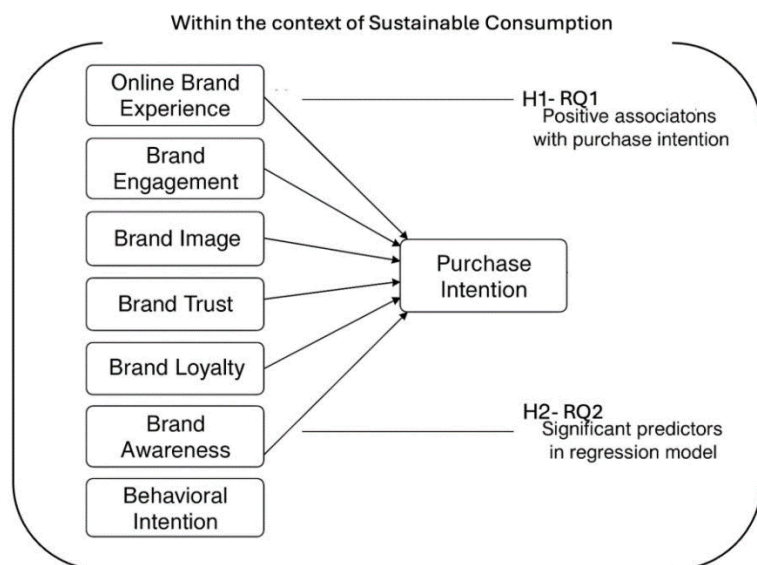 Within the context of Sustainable Consumption
Online Brand
Experience
H1- RQ1
Positive associatons
with purchase intention
Brand
Engagement
Brand Image
Purchase
Intention
Brand Trust
Brand Loyalty
Brand
Awareness
H2- RQ2
Significant predictors
in regression model
Behavioral
Intention